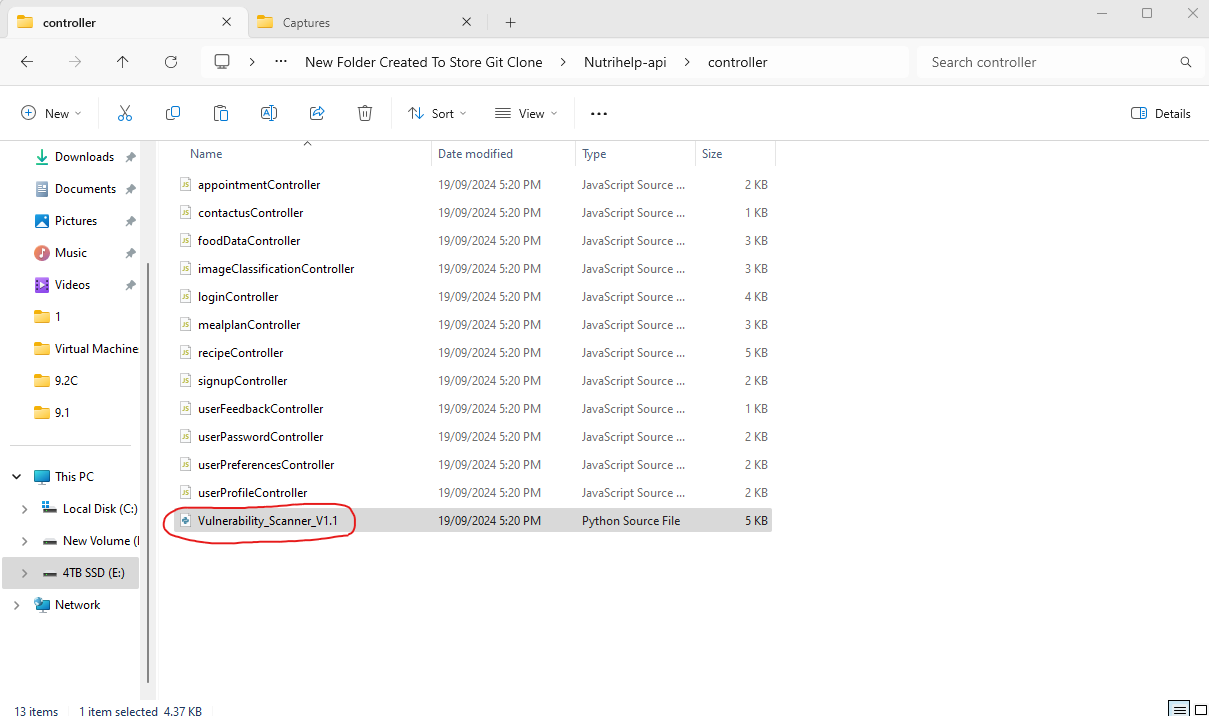 controller
Captures
New Folder Created To Store Git Clone > Nutrihelp-api > controller
Search controller
New
Sort
View
Details
Downloads
Documents
Pictures
Music
Videos
1
Virtual Machine
9.2C
9.1
This PC
Local Disk (C:)
New Volume (
4TB SSD (E:)
Network
Name Date modified Type Size
appointmentController 19/09/2024 5:20 PM JavaScript Source ... 2 KB
contactusController 19/09/2024 5:20 PM JavaScript Source ... 1 KB
foodDataController 19/09/2024 5:20 PM JavaScript Source ... 3 KB
imageClassificationController 19/09/2024 5:20 PM JavaScript Source ... 3 KB
loginController 19/09/2024 5:20 PM JavaScript Source ... 4 KB
mealplanController 19/09/2024 5:20 PM JavaScript Source ... 3 KB
recipeController 19/09/2024 5:20 PM JavaScript Source ... 5 KB
signupController 19/09/2024 5:20 PM JavaScript Source ... 2 KB
userFeedbackController 19/09/2024 5:20 PM JavaScript Source ... 1 KB
userPasswordController 19/09/2024 5:20 PM JavaScript Source ... 2 KB
userPreferencesController 19/09/2024 5:20 PM JavaScript Source ... 2 KB
userProfileController 19/09/2024 5:20 PM JavaScript Source ... 2 KB
Vulnerability_Scanner_V1.1 19/09/2024 5:20 PM Python Source File 5 KB
13 items 1 item selected 4.37 KB